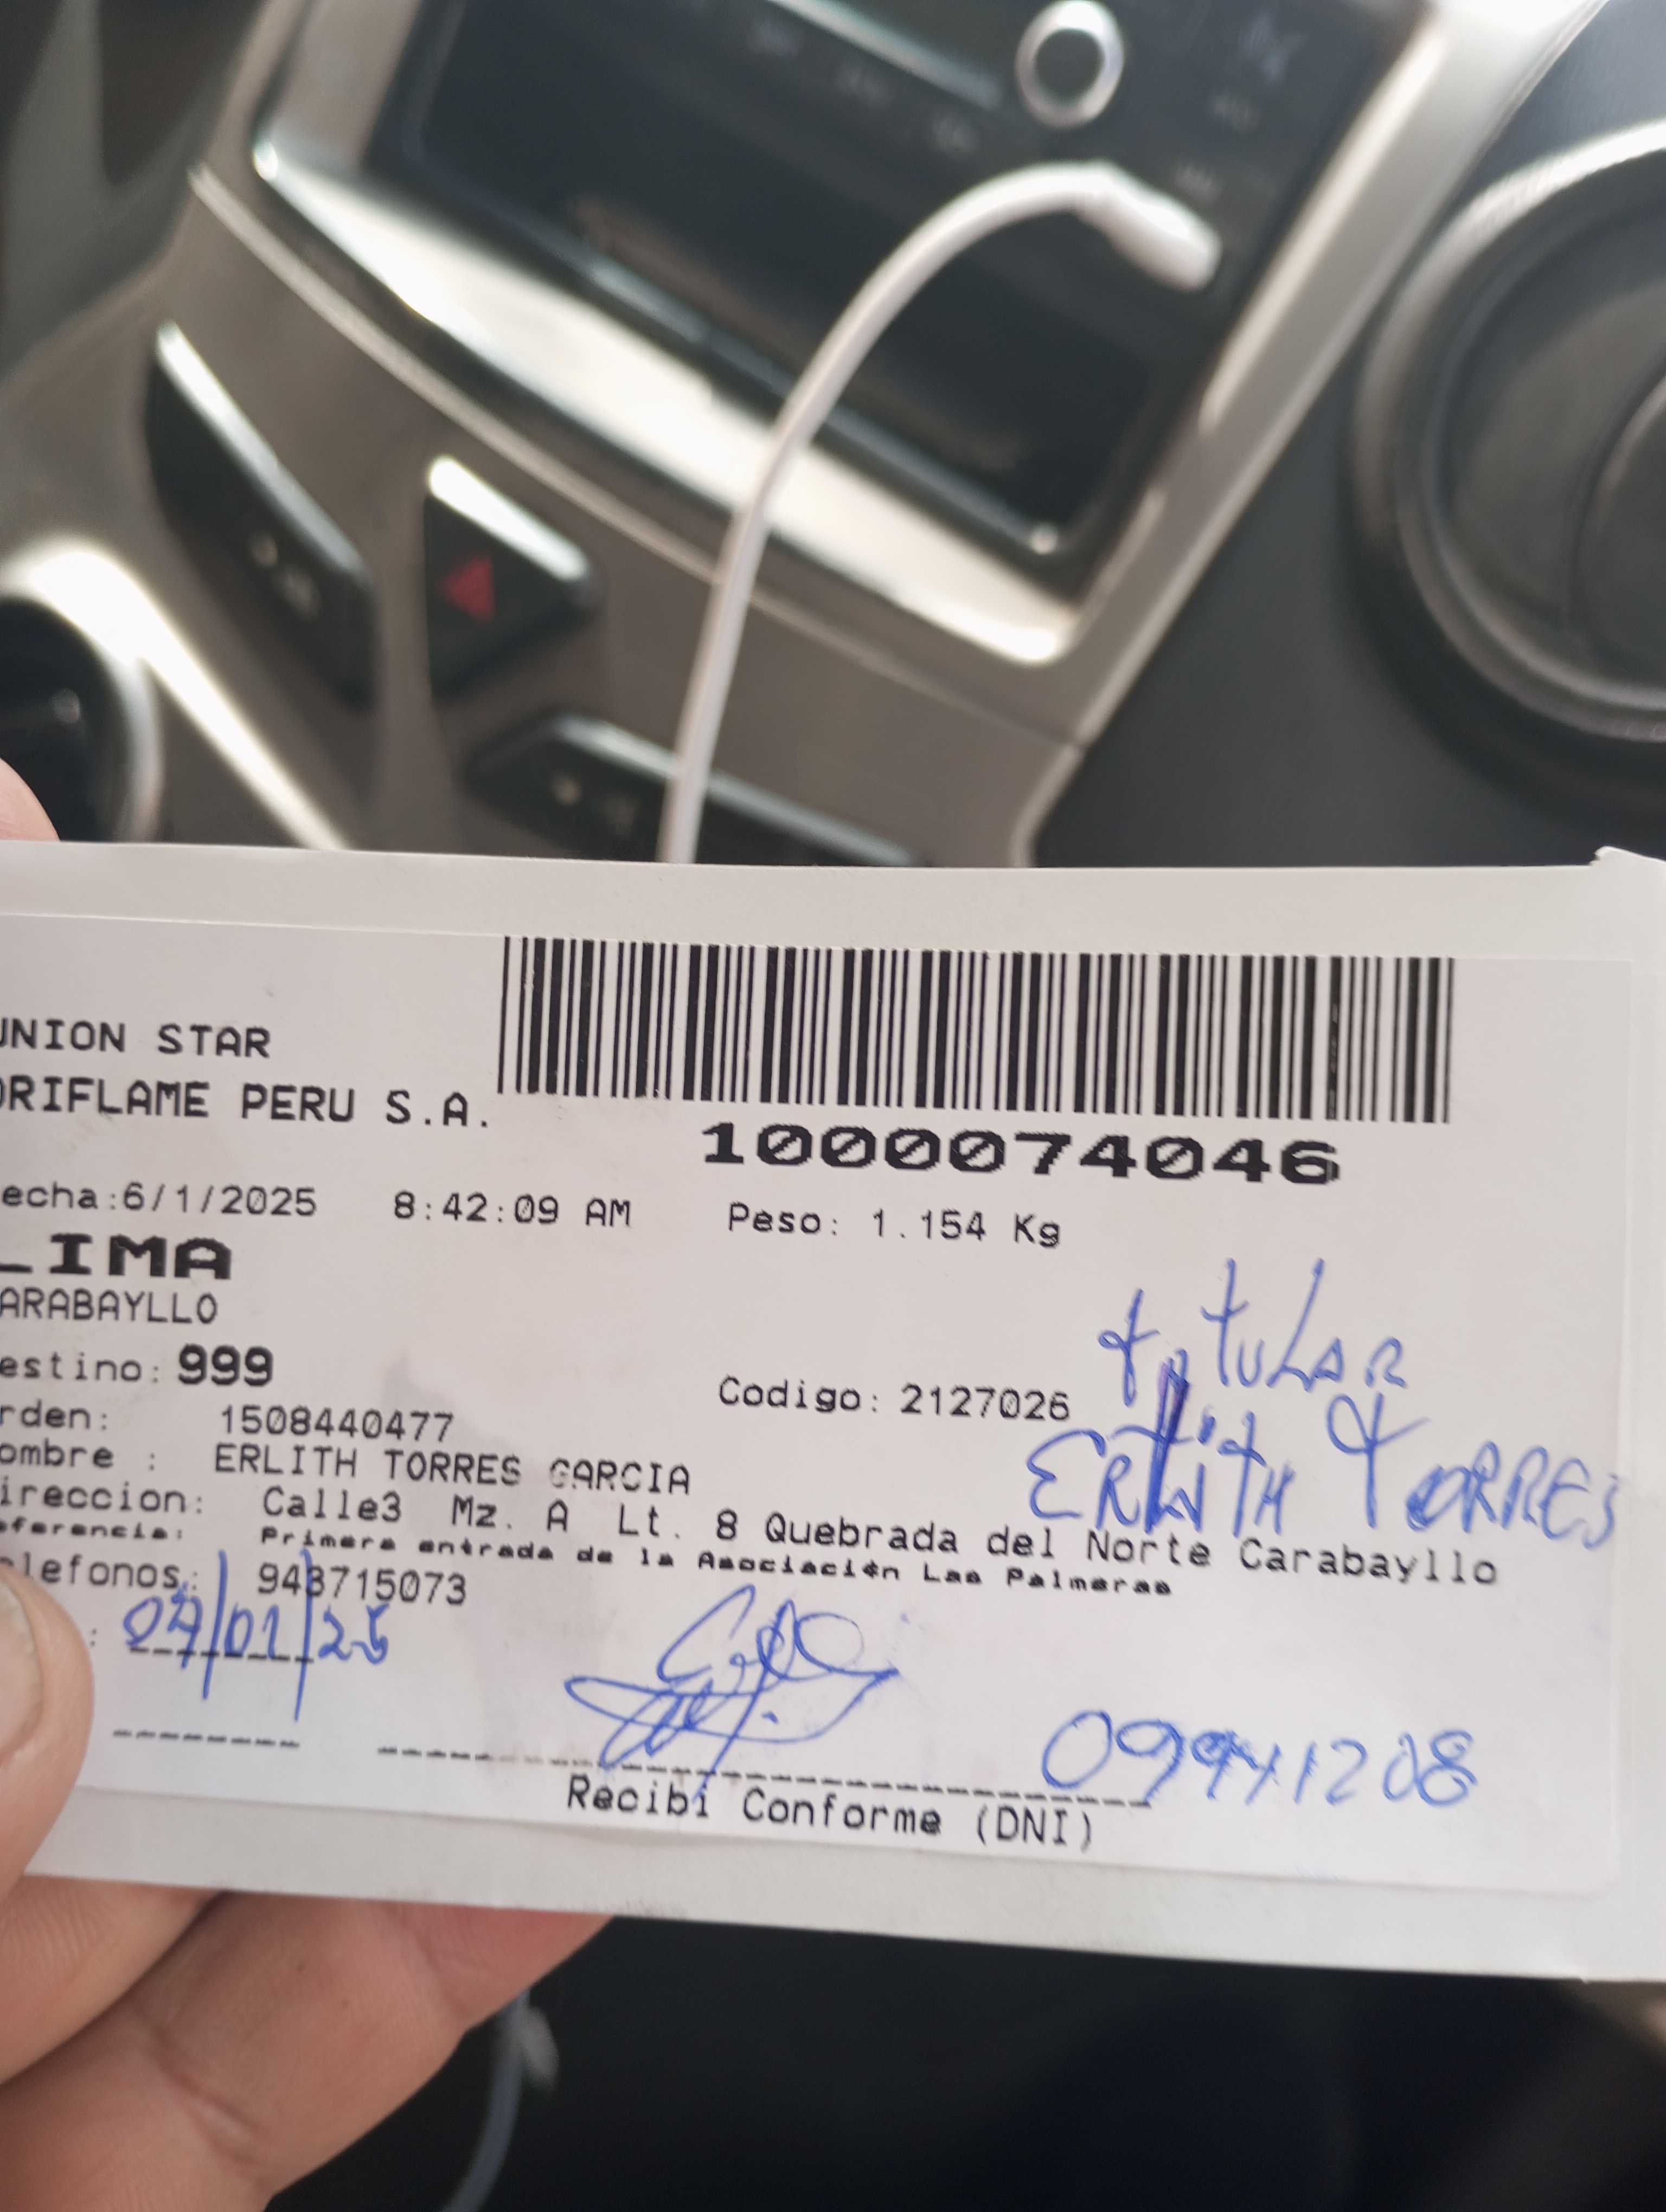 UNION STAR
ORIFLAME PERU S.A.
1000074046
echa:6/1/2025 8:42:09 AM Peso: 1.154 Kg
LIMA
ARABAYLLO
estino: 999
Codigo: 2127026
titular
rden: 1508440477
ombre : ERLITH TORRES GARCIA
ERLITH TORRES
ireccion: Calle3 Mz. A Lt. 8 Quebrada del Norte Carabayllo
eferencia: Primera entrada de la Asociación Las Palmeras
elefonos: 943715073
: 07/01/25
09941208
Recibí Conforme (DNI)